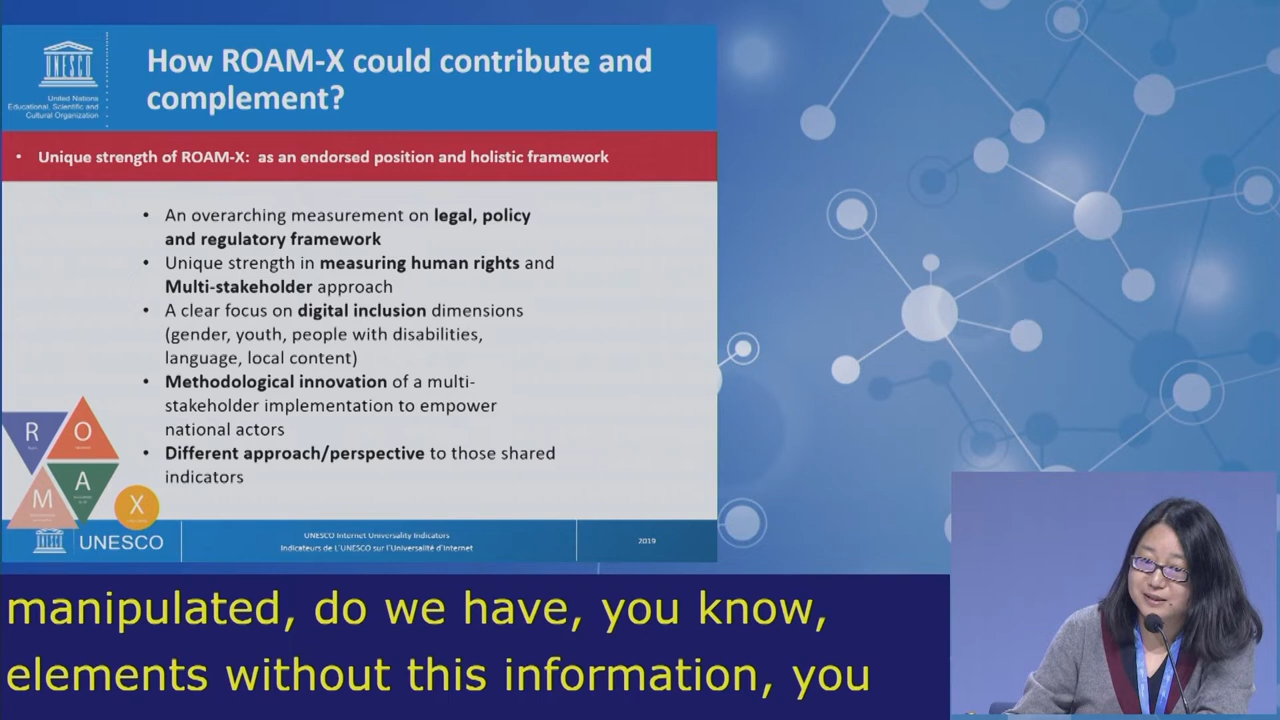 UNESCO
United Nations
Educational, Scientific and
Cultural Organization
How ROAM-X could contribute and
complement?
• Unique strength of ROAM-X: as an endorsed position and holistic framework
• An overarching measurement on legal, policy
and regulatory framework
• Unique strength in measuring human rights and
Multi-stakeholder approach
• A clear focus on digital inclusion dimensions
(gender, youth, people with disabilities,
language, local content)
• Methodological innovation of a multi-
stakeholder implementation to empower
national actors
• Different approach/perspective to those shared
indicators
R
O
A
M
X
UNESCO
UNESCO Internet Universality Indicators
Indicateurs de L'UNESCO sur l'Universalité d'Internet
2019
manipulated, do we have, you know,
elements without this information, you